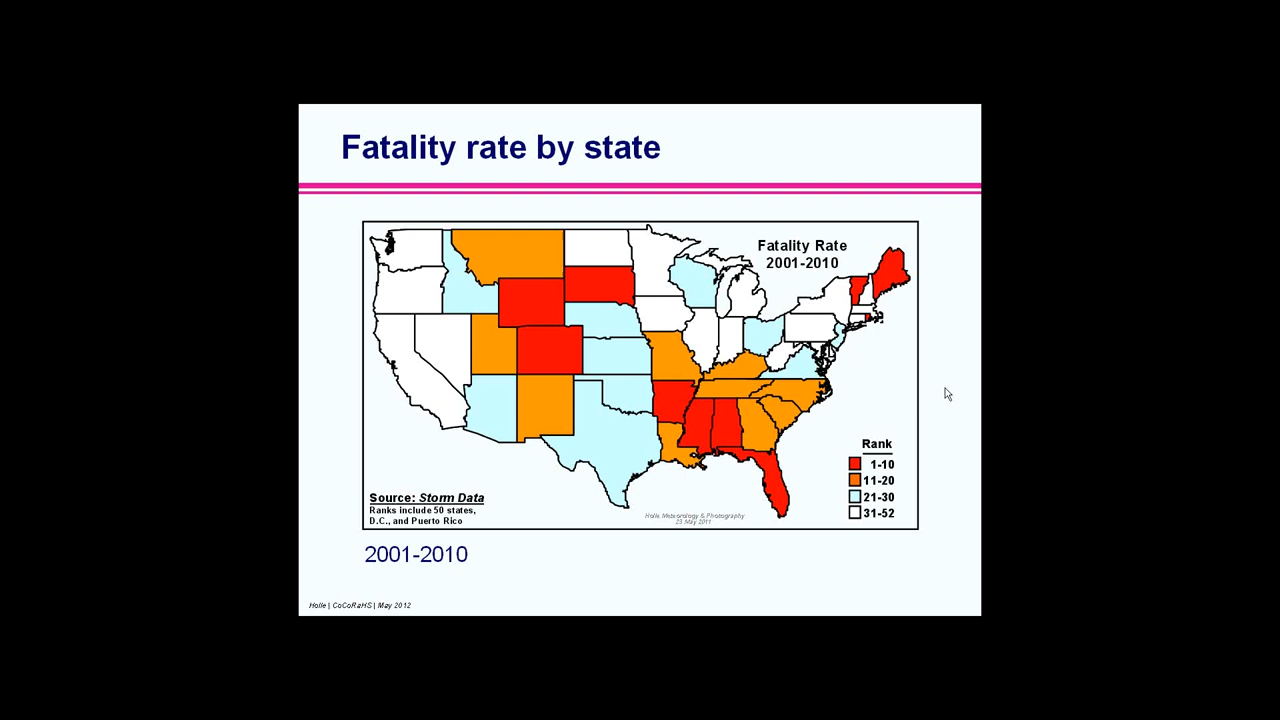 Fatality rate by state
Fatality Rate
2001-2010
Rank
1-10
11-20
21-30
31-52
Source: Storm Data
Ranks include 50 states,
D.C., and Puerto Rico
Holle Meteorology & Photography
23 May 2011
2001-2010
Holle | CoCoRaHS | May 2012